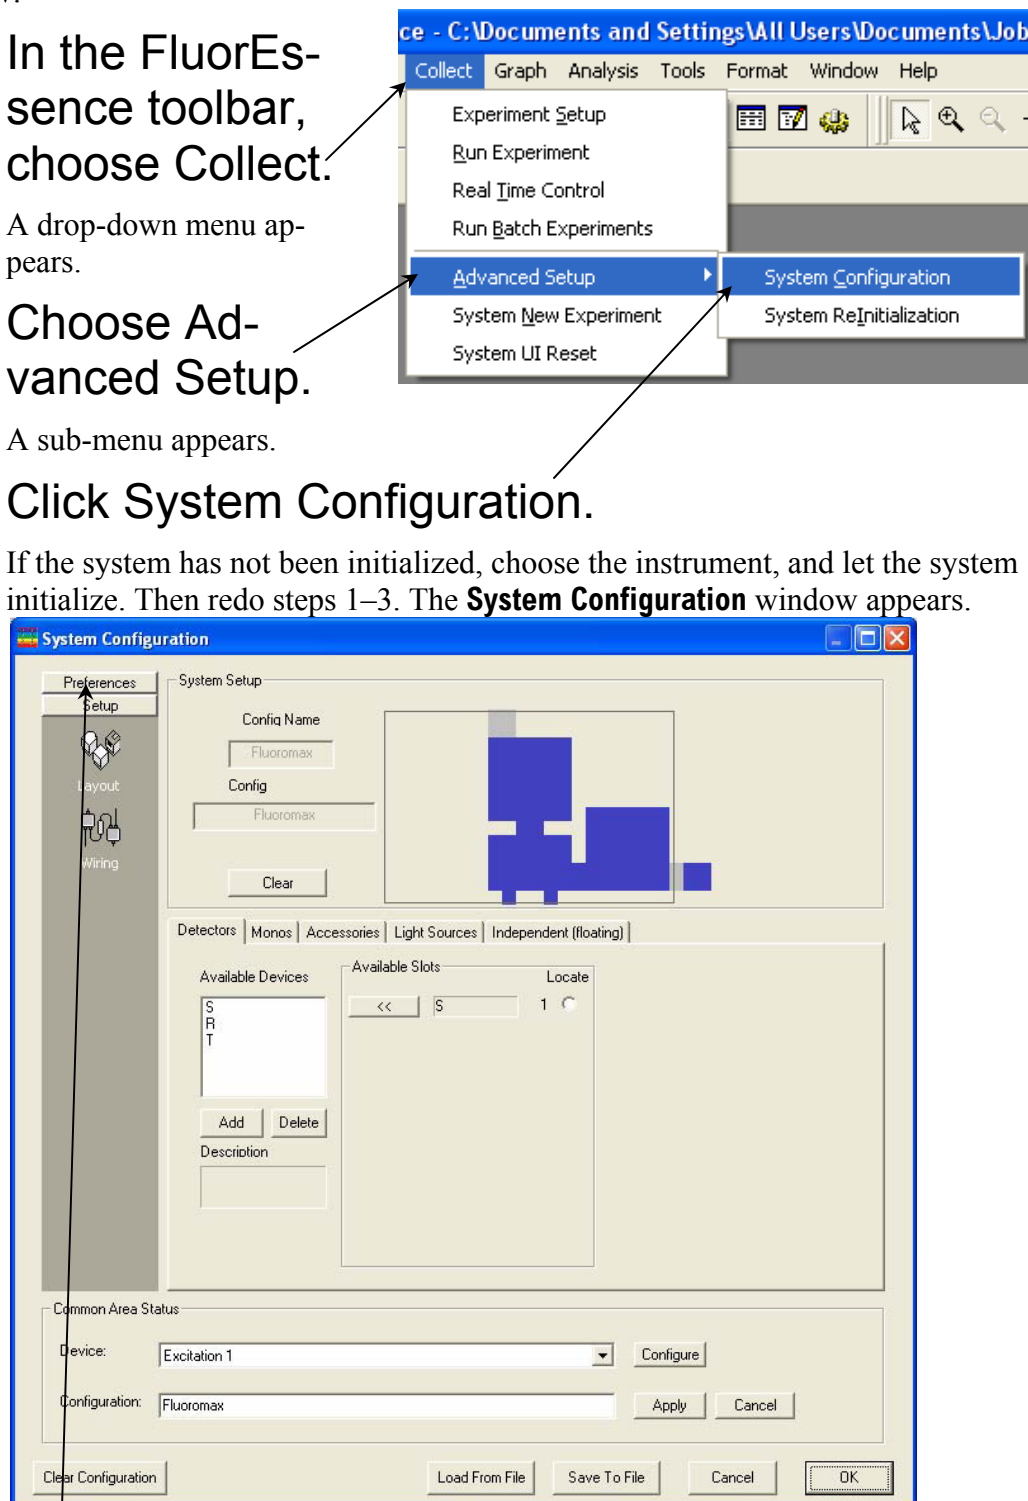 In the FluorEs-
sence toolbar,
choose Collect.
A drop-down menu ap-
pears.
Choose Ad-
vanced Setup.
A sub-menu appears.
Click System Configuration.
ce - C:\Documents and Settings\All Users\Documents\Job
Collect Graph Analysis Tools Format Window Help
Experiment Setup
Run Experiment
Real Time Control
Run Batch Experiments
Advanced Setup
System New Experiment
System UI Reset
System Configuration
System ReInitialization
If the system has not been initialized, choose the instrument, and let the system
initialize. Then redo steps 1–3. The System Configuration window appears.
System Configuration
Preferences
Setup
Layout
Wiring
System Setup
Config Name
Fluoromax
Config
Fluoromax
Clear
Detectors Monos Accessories Light Sources Independent (floating)
Available Devices
S
R
T
Add Delete
Description
Available Slots Locate
<< S 1
Common Area Status
Device: Excitation 1 Configure
Configuration: Fluoromax Apply Cancel
Clear Configuration Load From File Save To File Cancel OK